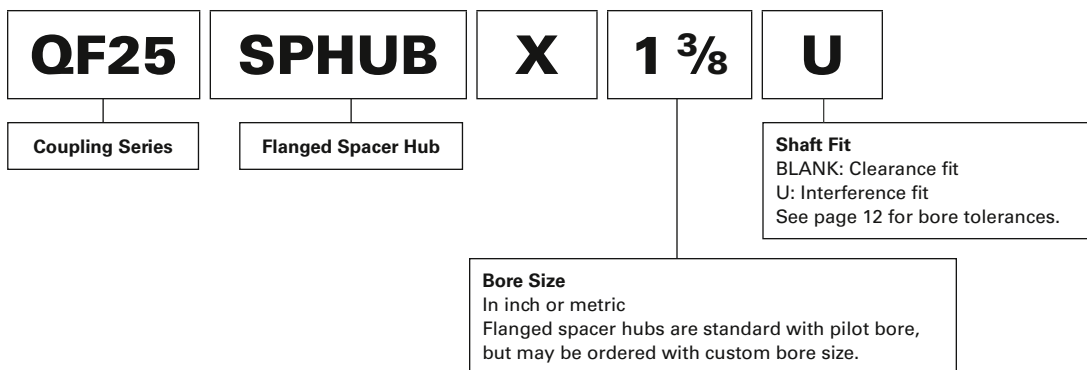 QF25 SPHUB X 1 ⅜ U
Coupling Series
Flanged Spacer Hub
Shaft Fit
BLANK: Clearance fit
U: Interference fit
See page 12 for bore tolerances.
Bore Size
In inch or metric
Flanged spacer hubs are standard with pilot bore,
but may be ordered with custom bore size.